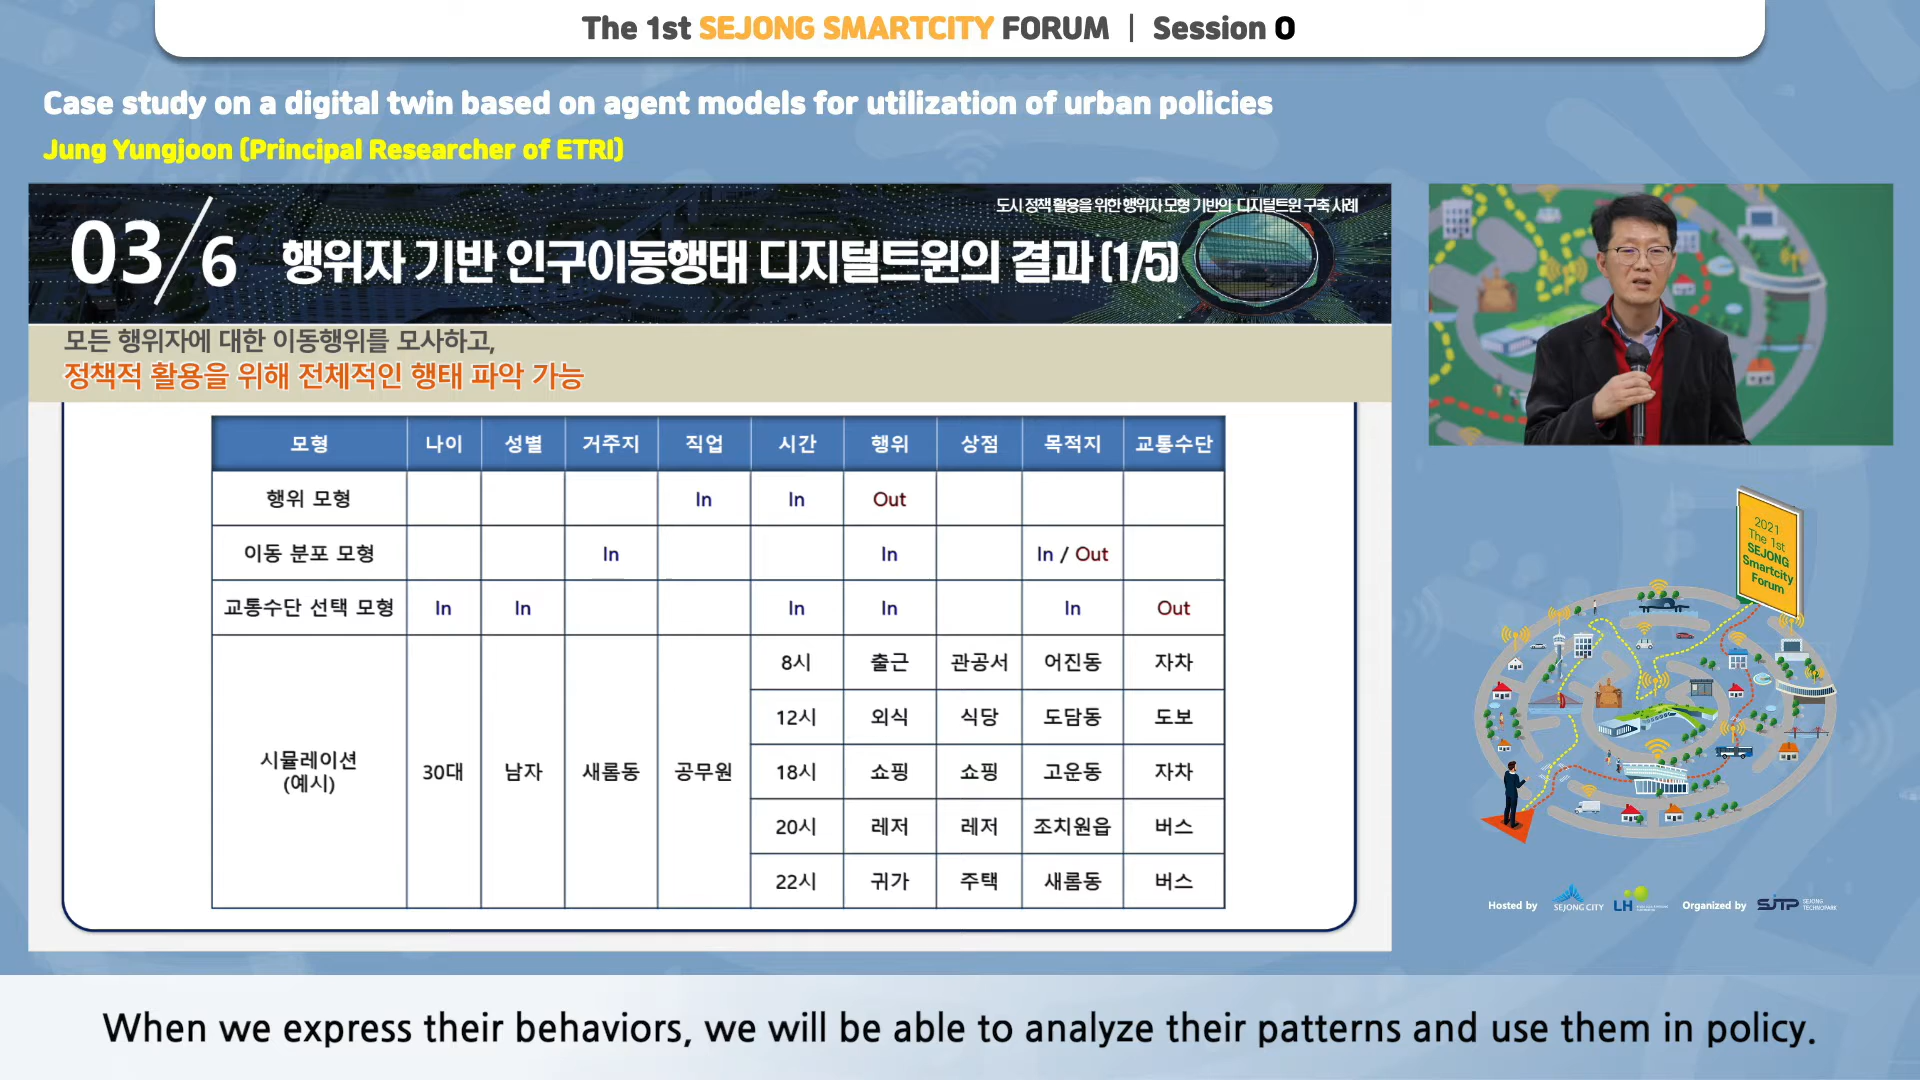 The 1st SEJONG SMARTCITY FORUM | Session 0
Case study on a digital twin based on agent models for utilization of urban policies
Jung Yungjoon (Principal Researcher of ETRI)
도시 정책 활용을 위한 행위자 모형 기반의 디지털트윈 구축 사례
03/6 행위자 기반 인구이동행태 디지털트윈의 결과 (1/5)
모든 행위자에 대한 이동행위를 모사하고,
정책적 활용을 위해 전체적인 행태 파악 가능
모형 나이 성별 거주지 직업 시간 행위 상점 목적지 교통수단
행위 모형 In In Out
이동 분포 모형 In In In / Out
교통수단 선택 모형 In In In In In Out
시뮬레이션
(예시)
30대 남자 새롬동 공무원
8시 출근 관공서 어진동 자차
12시 외식 식당 도담동 도보
18시 쇼핑 쇼핑 고운동 자차
20시 레저 레저 조치원읍 버스
22시 귀가 주택 새롬동 버스
2021
The 1st
SEJONG
Smartcity
Forum
Hosted by SEJONG CITY LH Organized by SJTP SEJONG
TECHNOPARK
When we express their behaviors, we will be able to analyze their patterns and use them in policy.